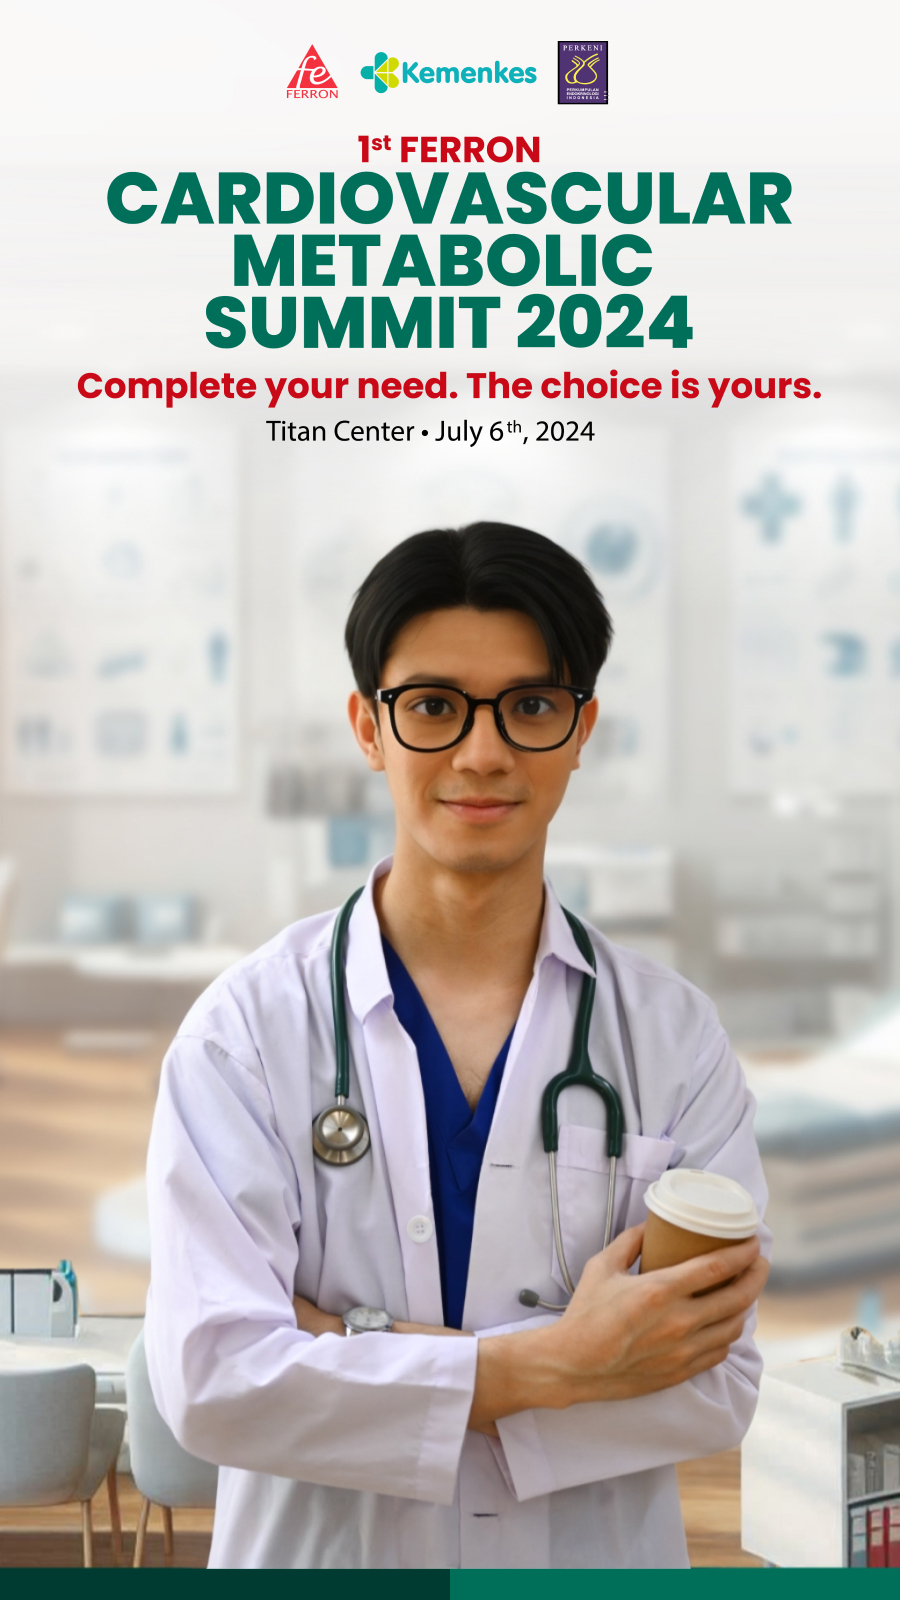 fe
FERRON
Kemenkes
PERKENI
PERKUMPULAN
ENDOKRINOLOGI
INDONESIA
1st FERRON
CARDIOVASCULAR
METABOLIC
SUMMIT 2024
Complete your need. The choice is yours.
Titan Center • July 6th, 2024